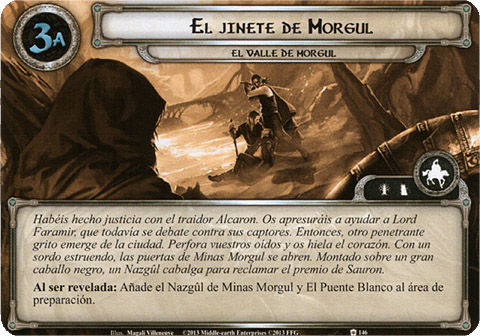 3A
El jinete de Morgul
El Valle de Morgul
Habéis hecho justicia con el traidor Alcaron. Os apresuráis a ayudar a Lord
Faramir, que todavía se debate contra sus captores. Entonces, otro penetrante
grito emerge de la ciudad. Perfora vuestros oídos y os hiela el corazón. Con un
sordo estruendo, las puertas de Minas Morgul se abren. Montado sobre un gran
caballo negro, un Nazgûl cabalga para reclamar el premio de Sauron.
Al ser revelada: Añade el Nazgûl de Minas Morgul y El Puente Blanco al área de
preparación.
Illus. Magali Villeneuve ©2013 Middle-earth Enterprises ©2013 FFG 146